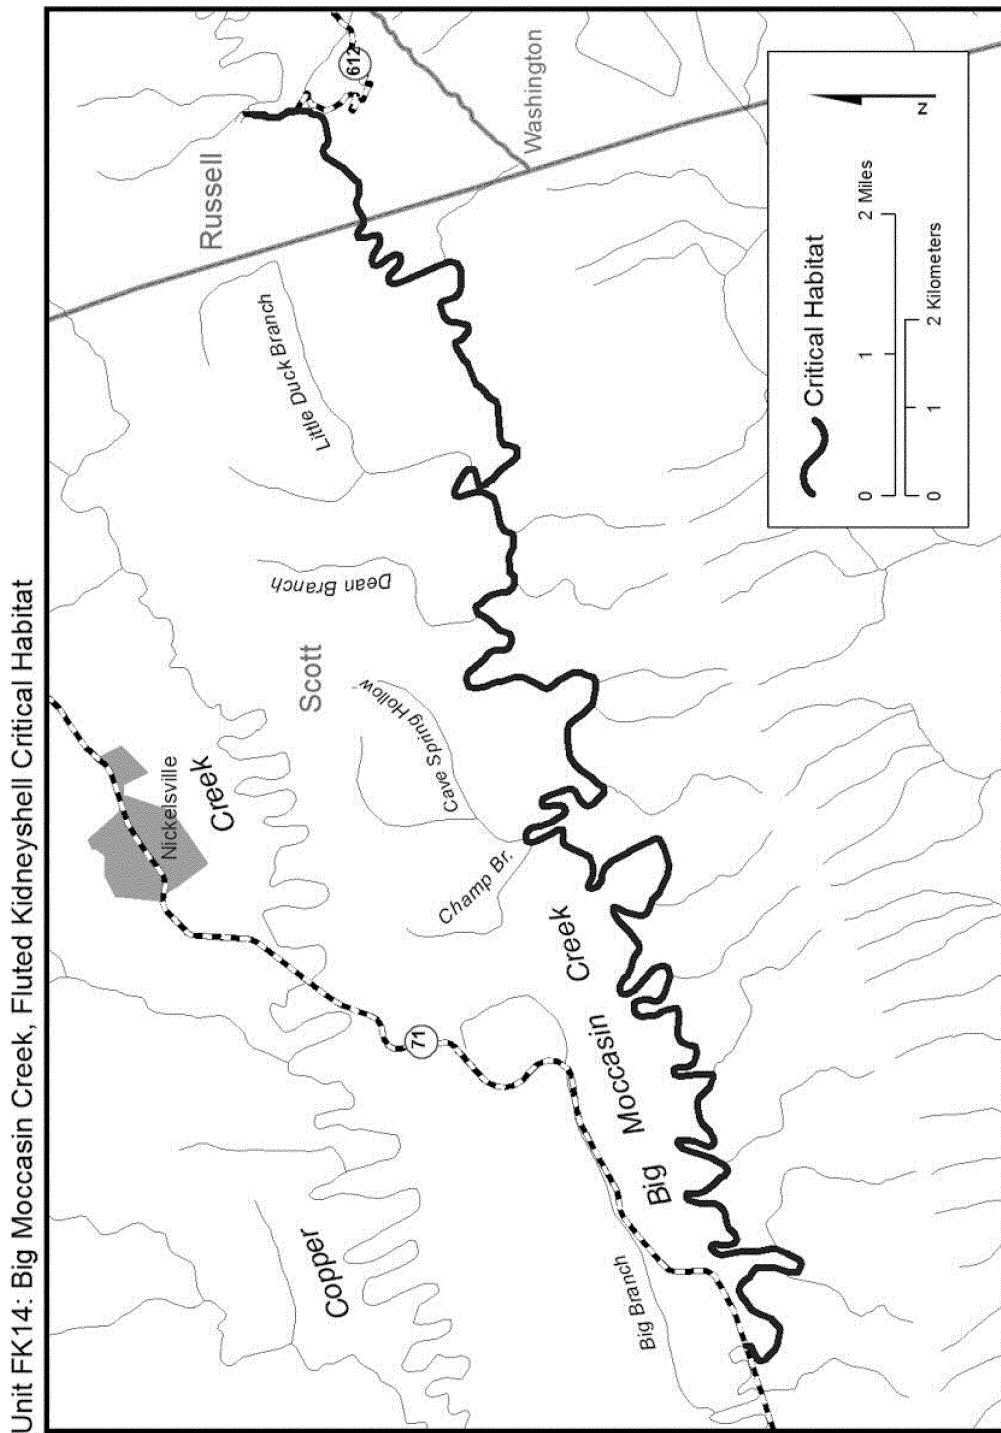 Unit FK14: Big Moccasin Creek, Fluted Kidneyshell Critical Habitat
Nickelsville
Creek
Copper
71
Scott
Russell
Washington
612
Little Duck Branch
Dean Branch
Cave Spring Hollow
Champ Br.
Big Moccasin Creek
Big Branch
Critical Habitat
0 1 2 Miles
0 1 2 Kilometers
N